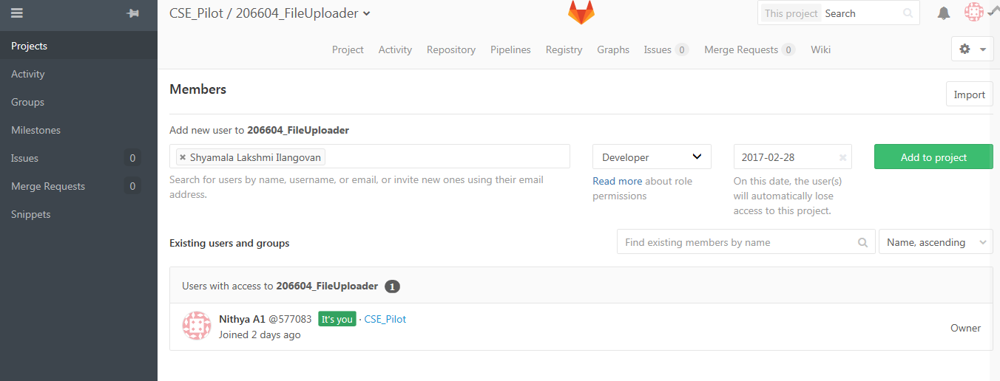 CSE_Pilot / 206604_FileUploader
This project Search
Projects
Activity
Groups
Milestones
Issues 0
Merge Requests 0
Snippets
Project Activity Repository Pipelines Registry Graphs Issues 0 Merge Requests 0 Wiki
Members
Import
Add new user to 206604_FileUploader
Shyamala Lakshmi Ilangovan
Search for users by name, username, or email, or invite new ones using their email
address.
Developer
Read more about role
permissions
2017-02-28
On this date, the user(s)
will automatically lose
access to this project.
Add to project
Existing users and groups
Find existing members by name
Name, ascending
Users with access to 206604_FileUploader 1
Nithya A1 @577083 It's you · CSE_Pilot
Joined 2 days ago
Owner